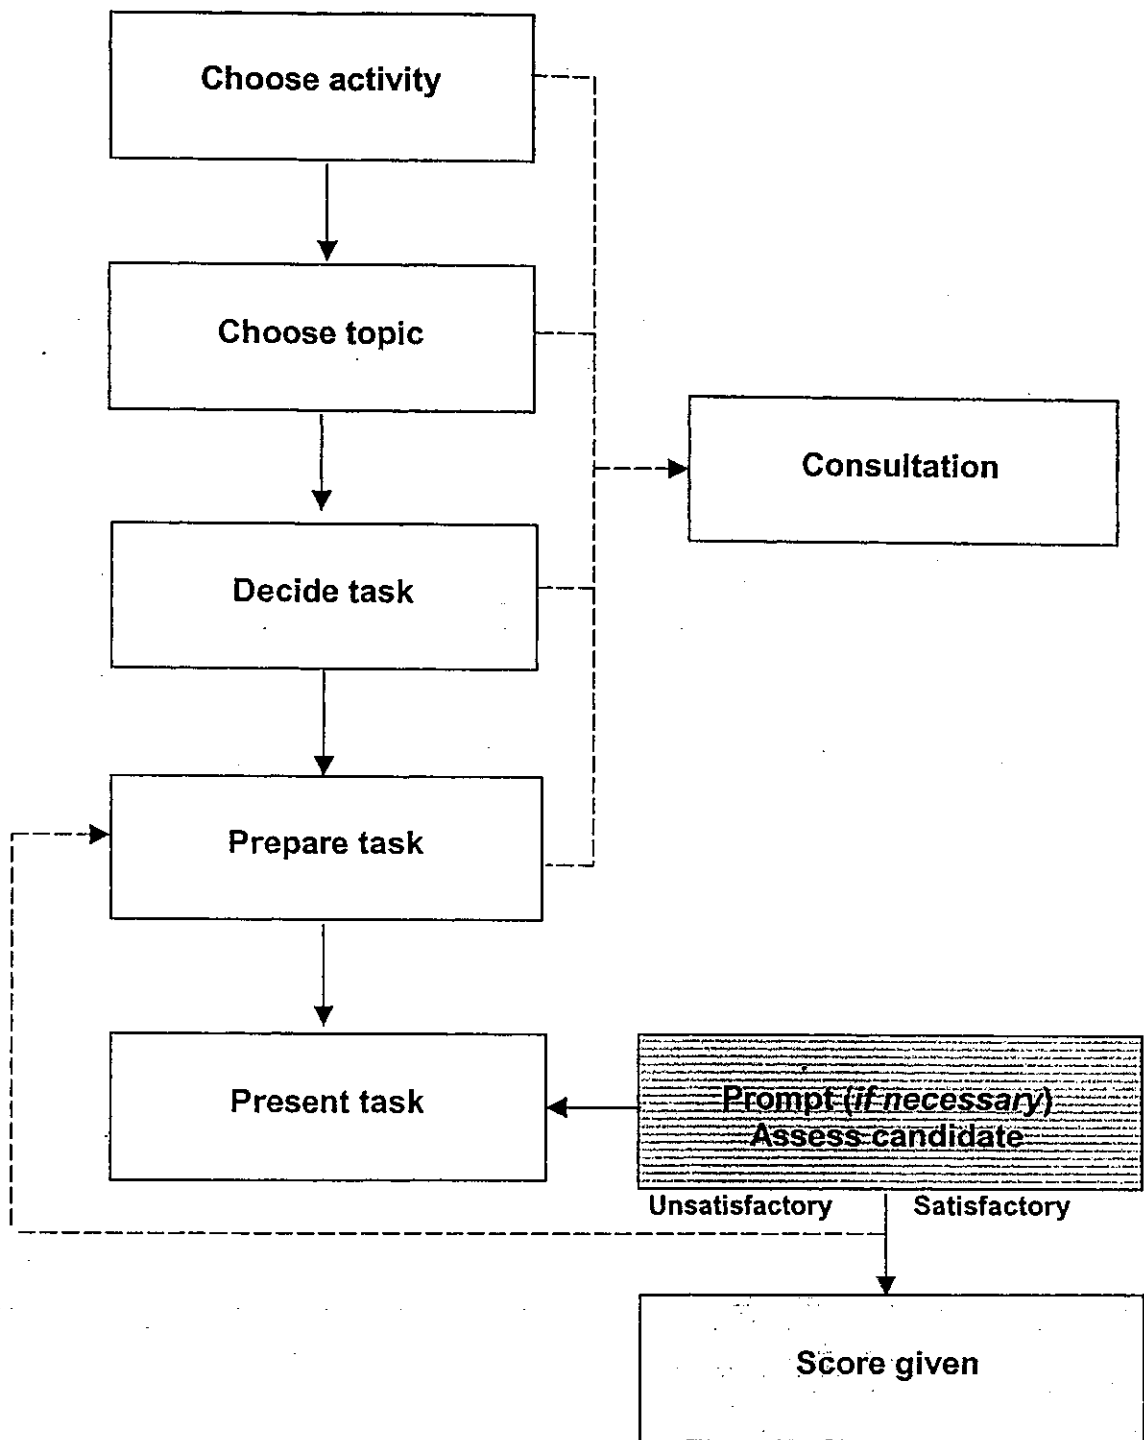 Choose activity
Choose topic
Consultation
Decide task
Prepare task
Present task
Prompt (if necessary)
Assess candidate
Unsatisfactory
Satisfactory
Score given